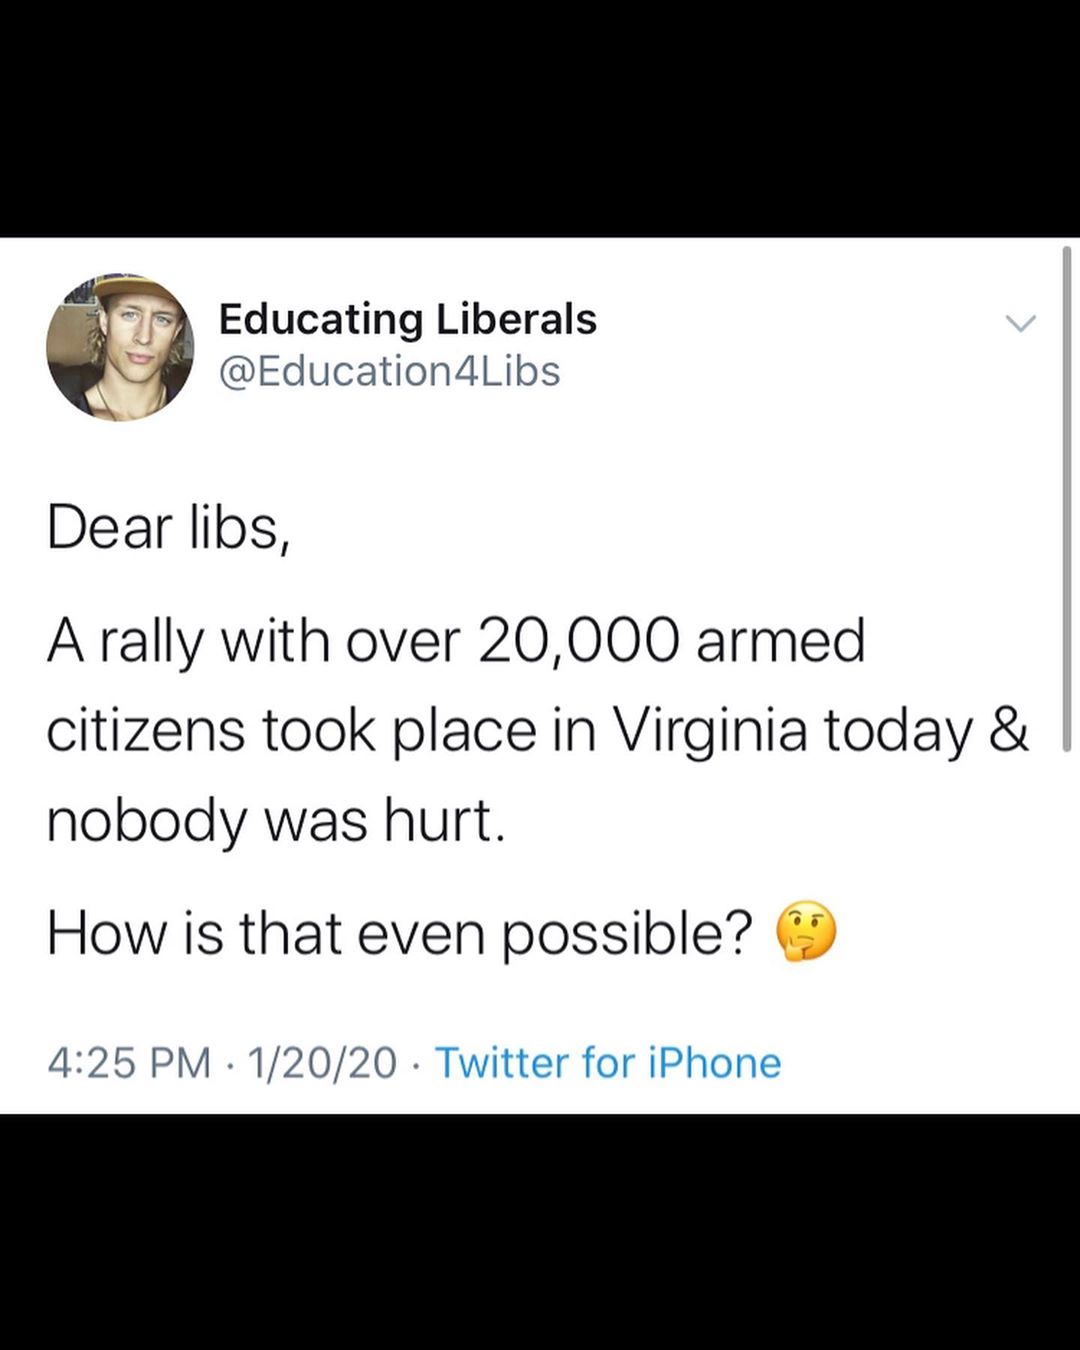 Educating Liberals
@Education4Libs
Dear libs,
A rally with over 20,000 armed
citizens took place in Virginia today &
nobody was hurt.
How is that even possible? 🤔
4:25 PM · 1/20/20 · Twitter for iPhone